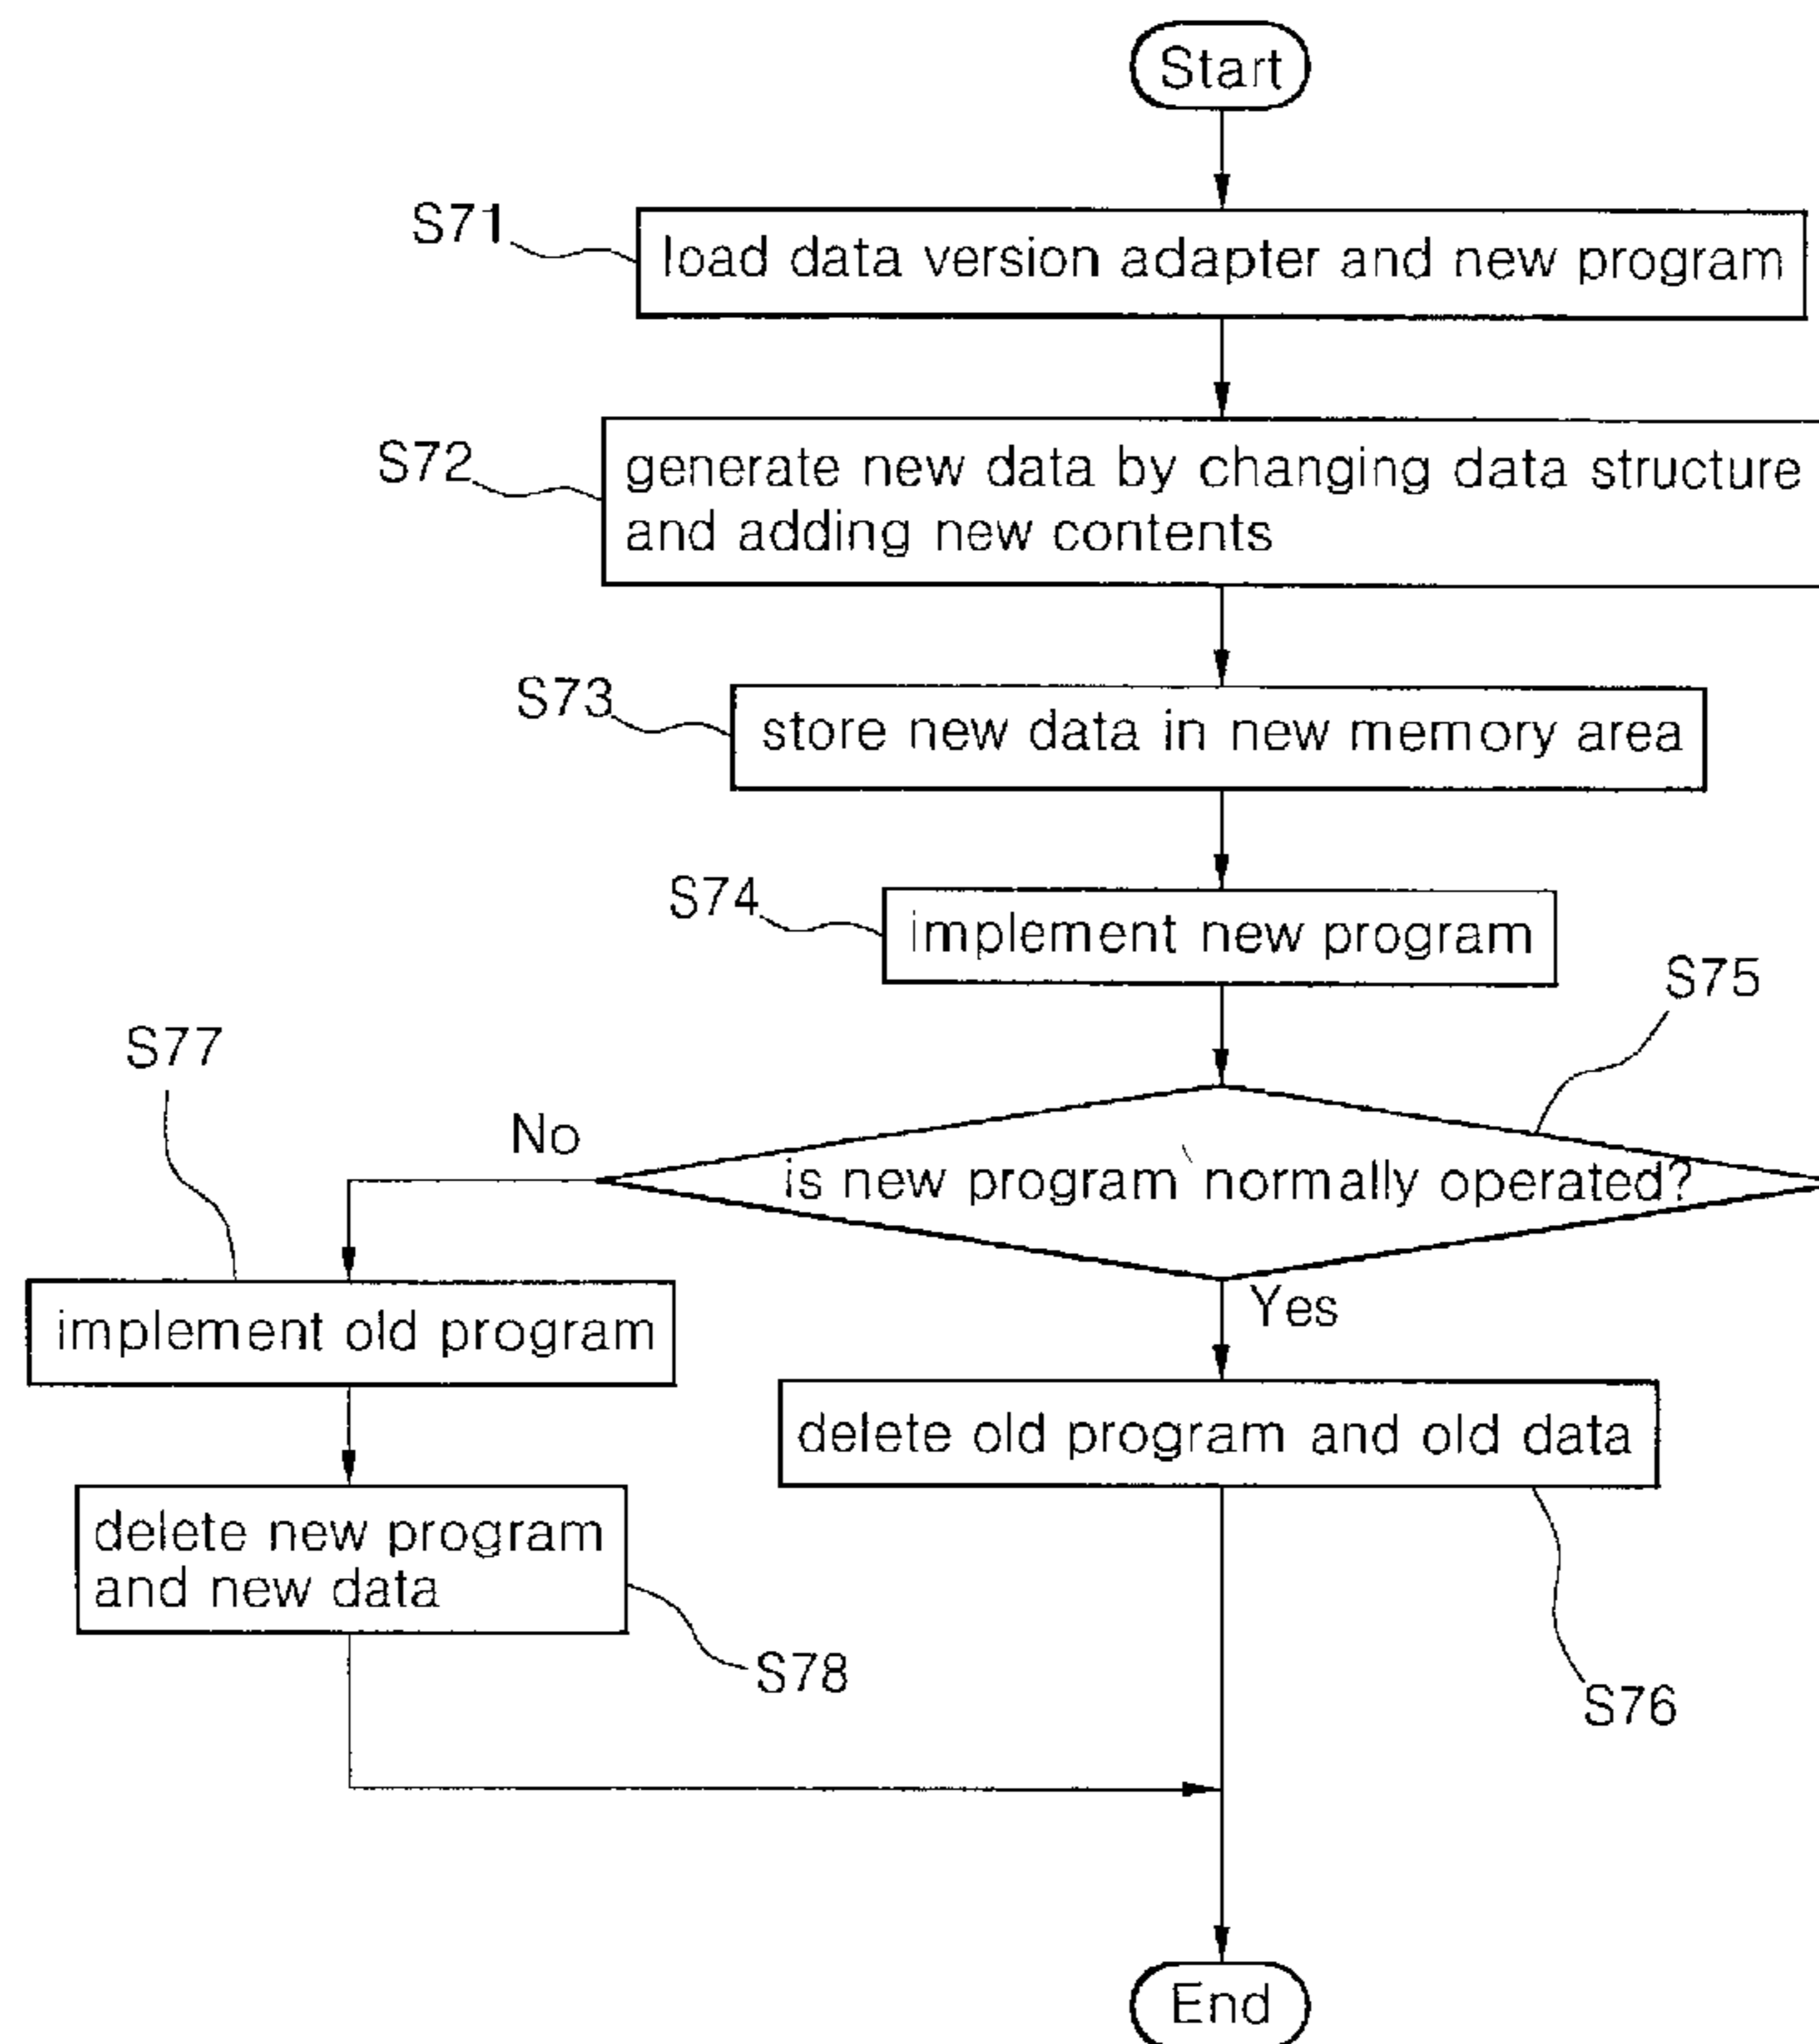 Start
S71
load data version adapter and new program
S72
generate new data by changing data structure
and adding new contents
S73
store new data in new memory area
S74
implement new program
S75
is new program normally operated?
No
Yes
S77
implement old program
delete old program and old data
S76
delete new program
and new data
S78
End